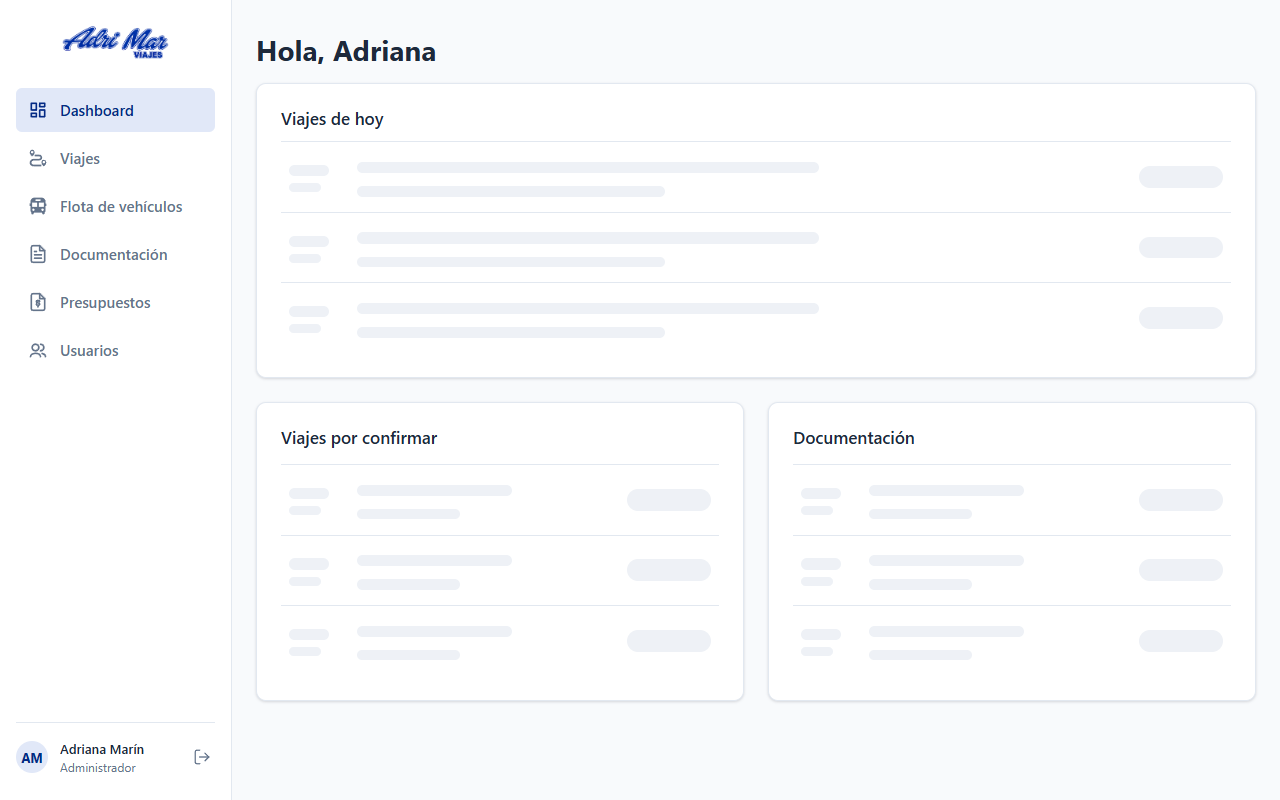 Adri Mar
VIAJES
Dashboard
Viajes
Flota de vehículos
Documentación
Presupuestos
Usuarios
AM
Adriana Marín
Administrador
Hola, Adriana
Viajes de hoy
Viajes por confirmar
Documentación